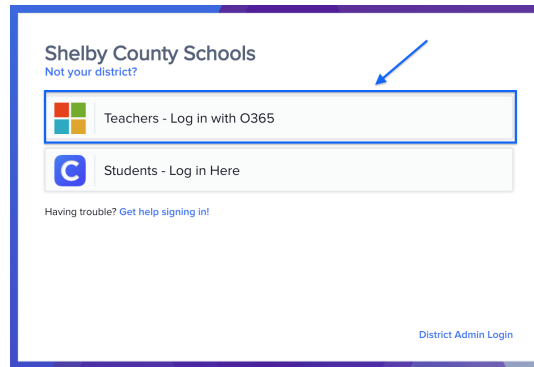 Shelby County Schools
Not your district?
Teachers - Log in with O365
C
Students - Log in Here
Having trouble? Get help signing in!
District Admin Login